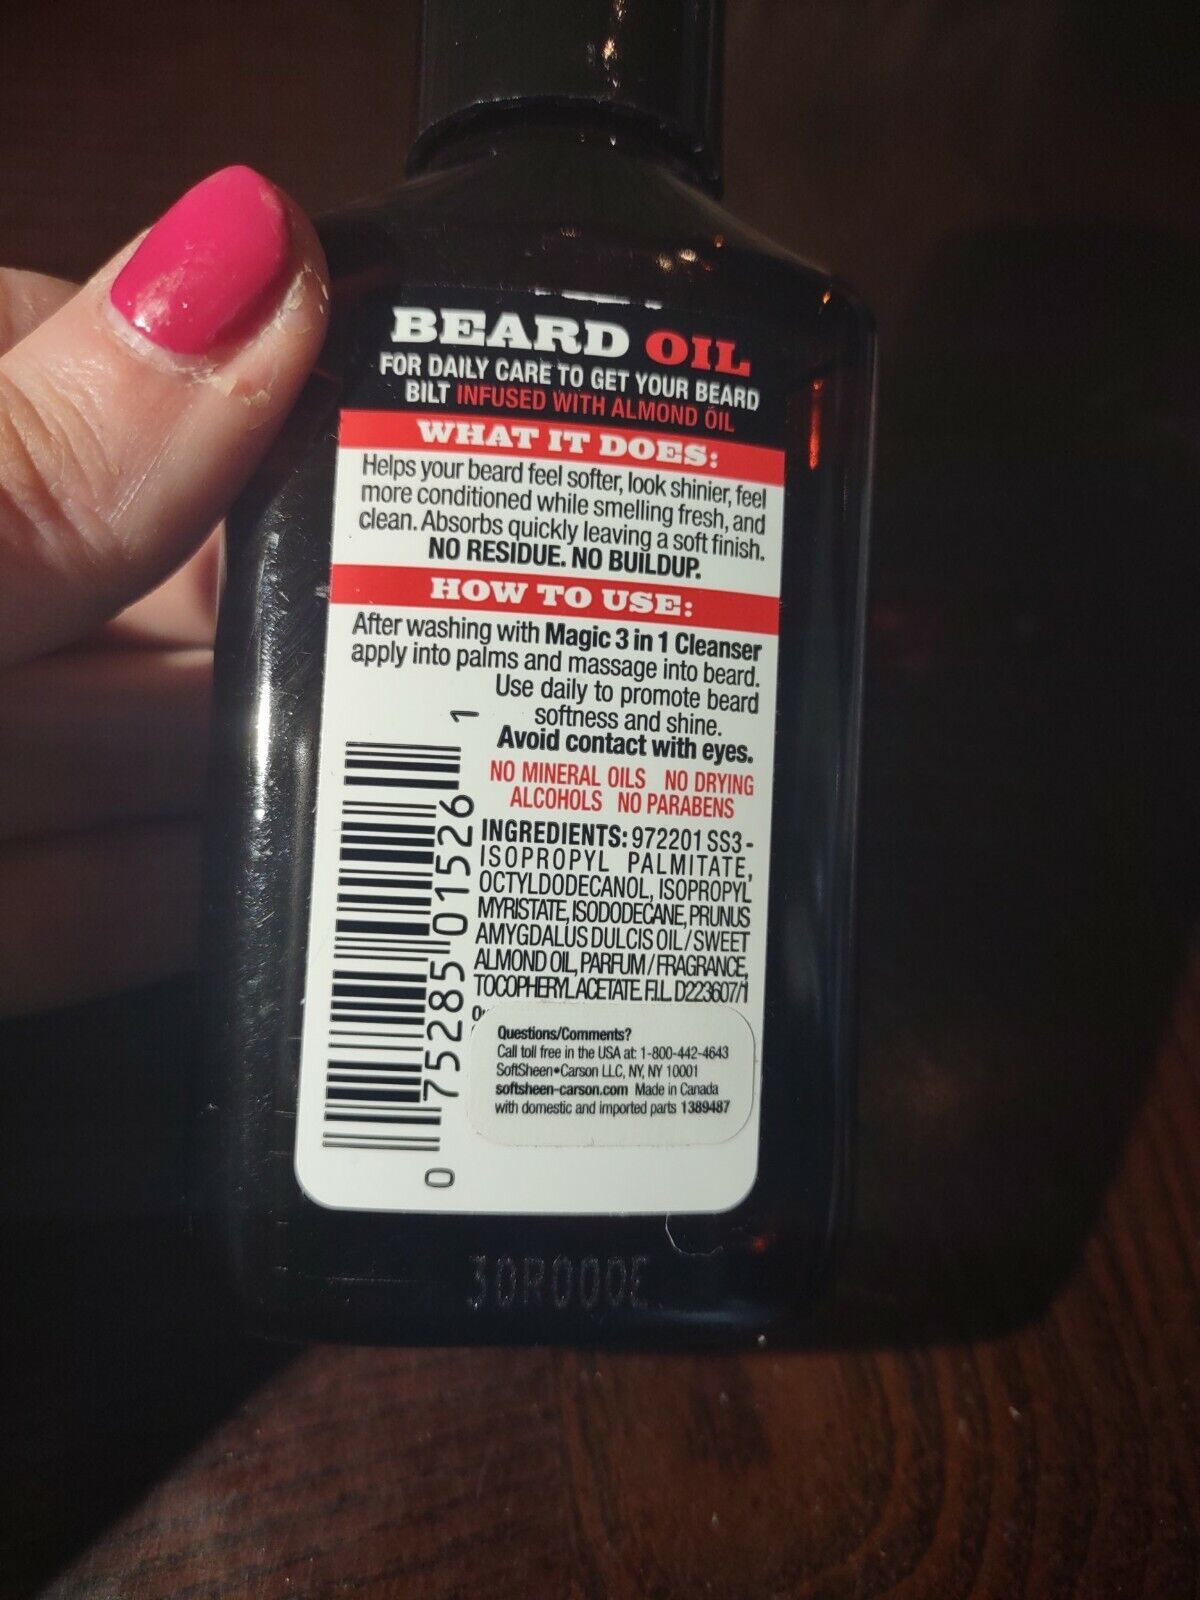 BEARD OIL
FOR DAILY CARE TO GET YOUR BEARD
BILT INFUSED WITH ALMOND OIL
WHAT IT DOES:
Helps your beard feel softer, look shinier, feel
more conditioned while smelling fresh, and
clean. Absorbs quickly leaving a soft finish.
NO RESIDUE. NO BUILDUP.
HOW TO USE:
After washing with Magic 3 in 1 Cleanser
apply into palms and massage into beard.
Use daily to promote beard
softness and shine.
Avoid contact with eyes.
NO MINERAL OILS NO DRYING
ALCOHOLS NO PARABENS
INGREDIENTS: 972201 SS3 -
ISOPROPYL PALMITATE,
OCTYLDODECANOL, ISOPROPYL
MYRISTATE, ISODODECANE, PRUNUS
AMYGDALUS DULCIS OIL / SWEET
ALMOND OIL, PARFUM / FRAGRANCE,
TOCOPHERYL ACETATE. F.I.L. D223607/1
Questions/Comments?
Call toll free in the USA at: 1-800-442-4643
SoftSheen•Carson LLC, NY, NY 10001
softsheen-carson.com Made in Canada
with domestic and imported parts 1389487
0 75285 01526 1